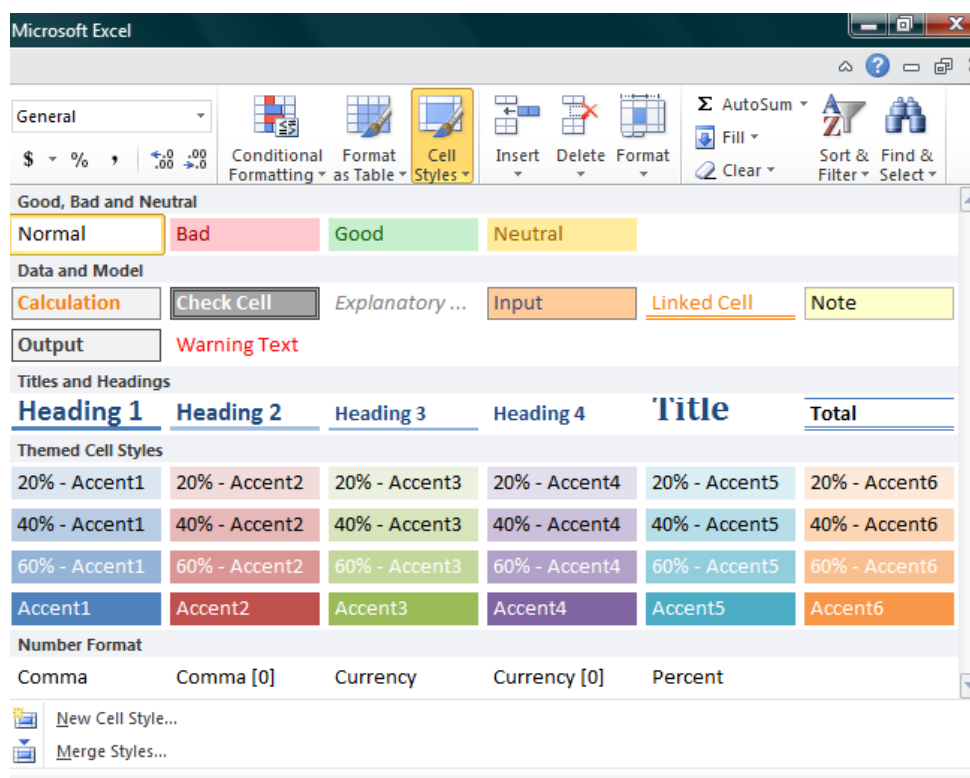 Microsoft Excel
General
$ % , .0 .00 .00 .0
Conditional Formatting
Format as Table
Cell Styles
Insert
Delete
Format
Σ AutoSum
Fill
Clear
Sort & Filter
Find & Select
Good, Bad and Neutral
Normal Bad Good Neutral
Data and Model
Calculation Check Cell Explanatory ... Input Linked Cell Note
Output Warning Text
Titles and Headings
Heading 1 Heading 2 Heading 3 Heading 4 Title Total
Themed Cell Styles
20% - Accent1 20% - Accent2 20% - Accent3 20% - Accent4 20% - Accent5 20% - Accent6
40% - Accent1 40% - Accent2 40% - Accent3 40% - Accent4 40% - Accent5 40% - Accent6
60% - Accent1 60% - Accent2 60% - Accent3 60% - Accent4 60% - Accent5 60% - Accent6
Accent1 Accent2 Accent3 Accent4 Accent5 Accent6
Number Format
Comma Comma [0] Currency Currency [0] Percent
New Cell Style...
Merge Styles...